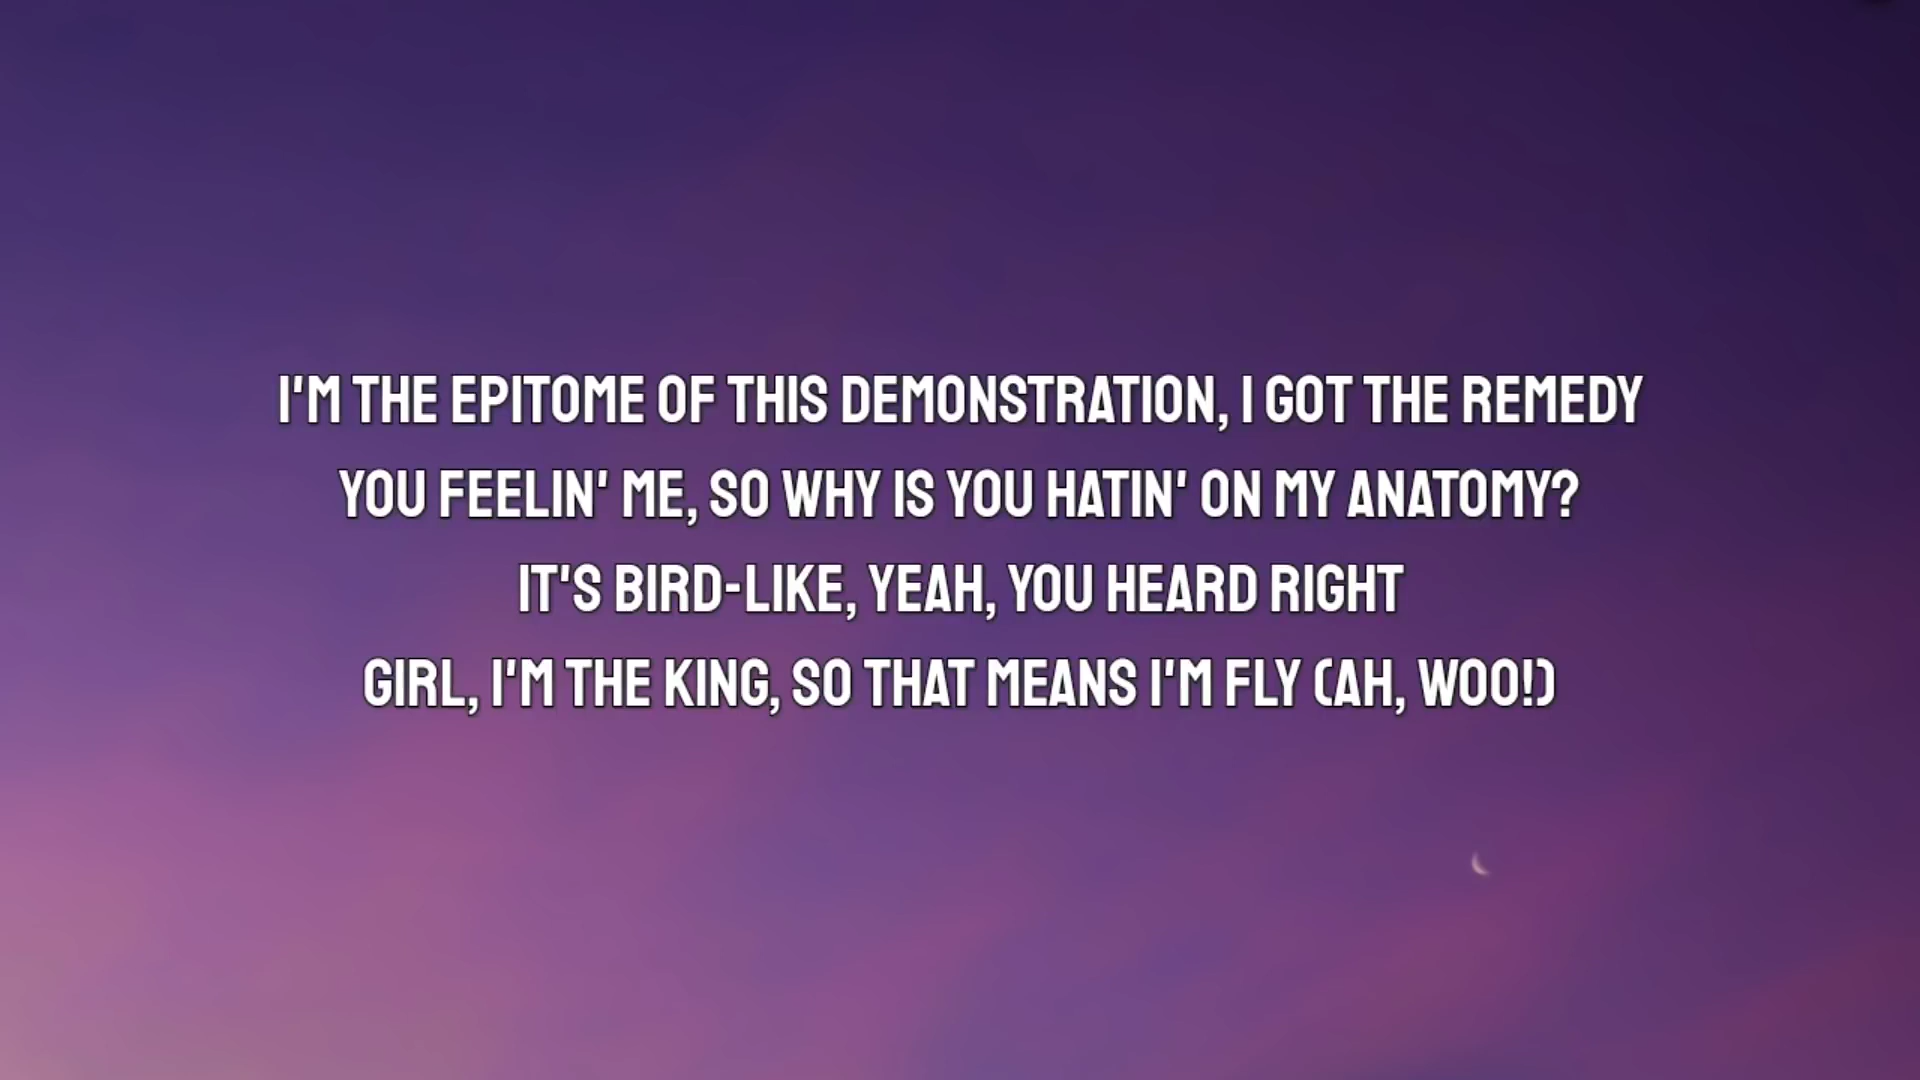 I'M THE EPITOME OF THIS DEMONSTRATION, I GOT THE REMEDY
YOU FEELIN' ME, SO WHY IS YOU HATIN' ON MY ANATOMY?
IT'S BIRD-LIKE, YEAH, YOU HEARD RIGHT
GIRL, I'M THE KING, SO THAT MEANS I'M FLY (AH, WOO!)